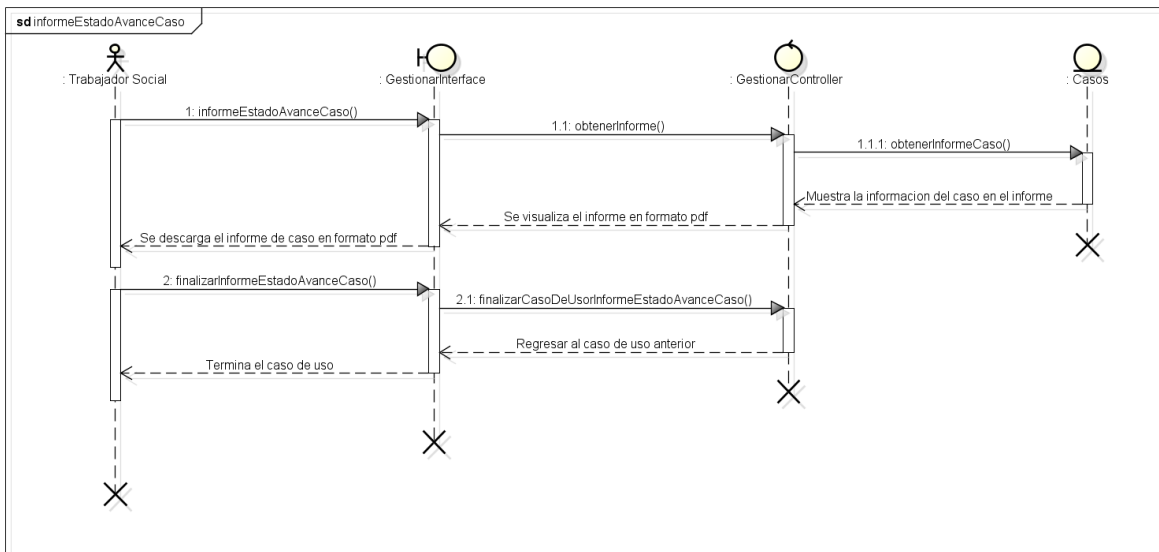 sd informeEstadoAvanceCaso
: Trabajador Social
: GestionarInterface
: GestionarController
: Casos
1: informeEstadoAvanceCaso()
1.1: obtenerInforme()
1.1.1: obtenerInformeCaso()
Muestra la informacion del caso en el informe
Se visualiza el informe en formato pdf
Se descarga el informe de caso en formato pdf
2: finalizarInformeEstadoAvanceCaso()
2.1: finalizarCasoDeUsorInformeEstadoAvanceCaso()
Regresar al caso de uso anterior
Termina el caso de uso